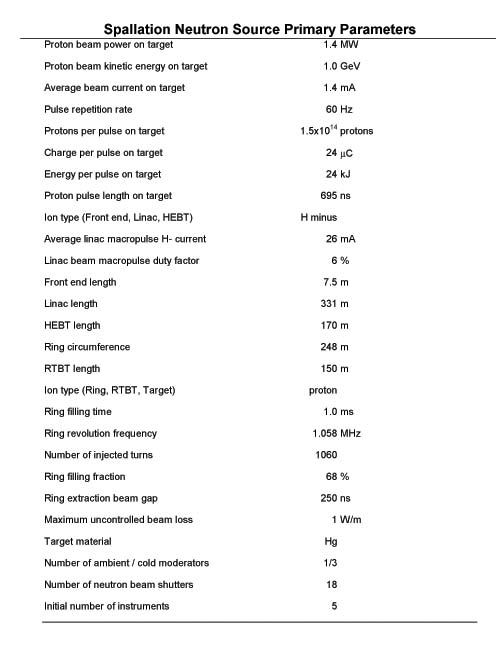 Spallation Neutron Source Primary Parameters
Proton beam power on target 1.4 MW
Proton beam kinetic energy on target 1.0 GeV
Average beam current on target 1.4 mA
Pulse repetition rate 60 Hz
Protons per pulse on target 1.5x10¹⁴ protons
Charge per pulse on target 24 μC
Energy per pulse on target 24 kJ
Proton pulse length on target 695 ns
Ion type (Front end, Linac, HEBT) H minus
Average linac macropulse H- current 26 mA
Linac beam macropulse duty factor 6 %
Front end length 7.5 m
Linac length 331 m
HEBT length 170 m
Ring circumference 248 m
RTBT length 150 m
Ion type (Ring, RTBT, Target) proton
Ring filling time 1.0 ms
Ring revolution frequency 1.058 MHz
Number of injected turns 1060
Ring filling fraction 68 %
Ring extraction beam gap 250 ns
Maximum uncontrolled beam loss 1 W/m
Target material Hg
Number of ambient / cold moderators 1/3
Number of neutron beam shutters 18
Initial number of instruments 5